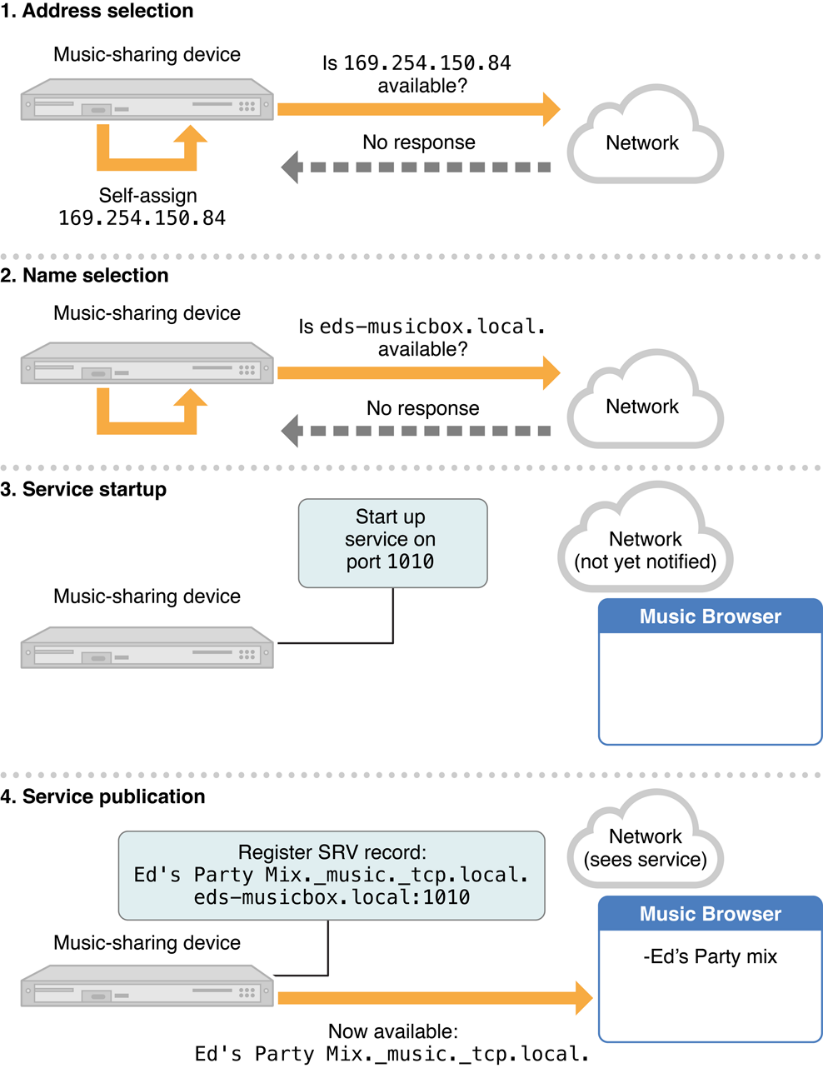 1. Address selection
Music-sharing device
Is 169.254.150.84
available?
No response
Network
Self-assign
169.254.150.84
2. Name selection
Music-sharing device
Is eds-musicbox.local.
available?
No response
Network
3. Service startup
Start up
service on
port 1010
Network
(not yet notified)
Music-sharing device
Music Browser
4. Service publication
Register SRV record:
Ed's Party Mix._music._tcp.local.
eds-musicbox.local:1010
Network
(sees service)
Music Browser
-Ed’s Party mix
Music-sharing device
Now available:
Ed's Party Mix._music._tcp.local.